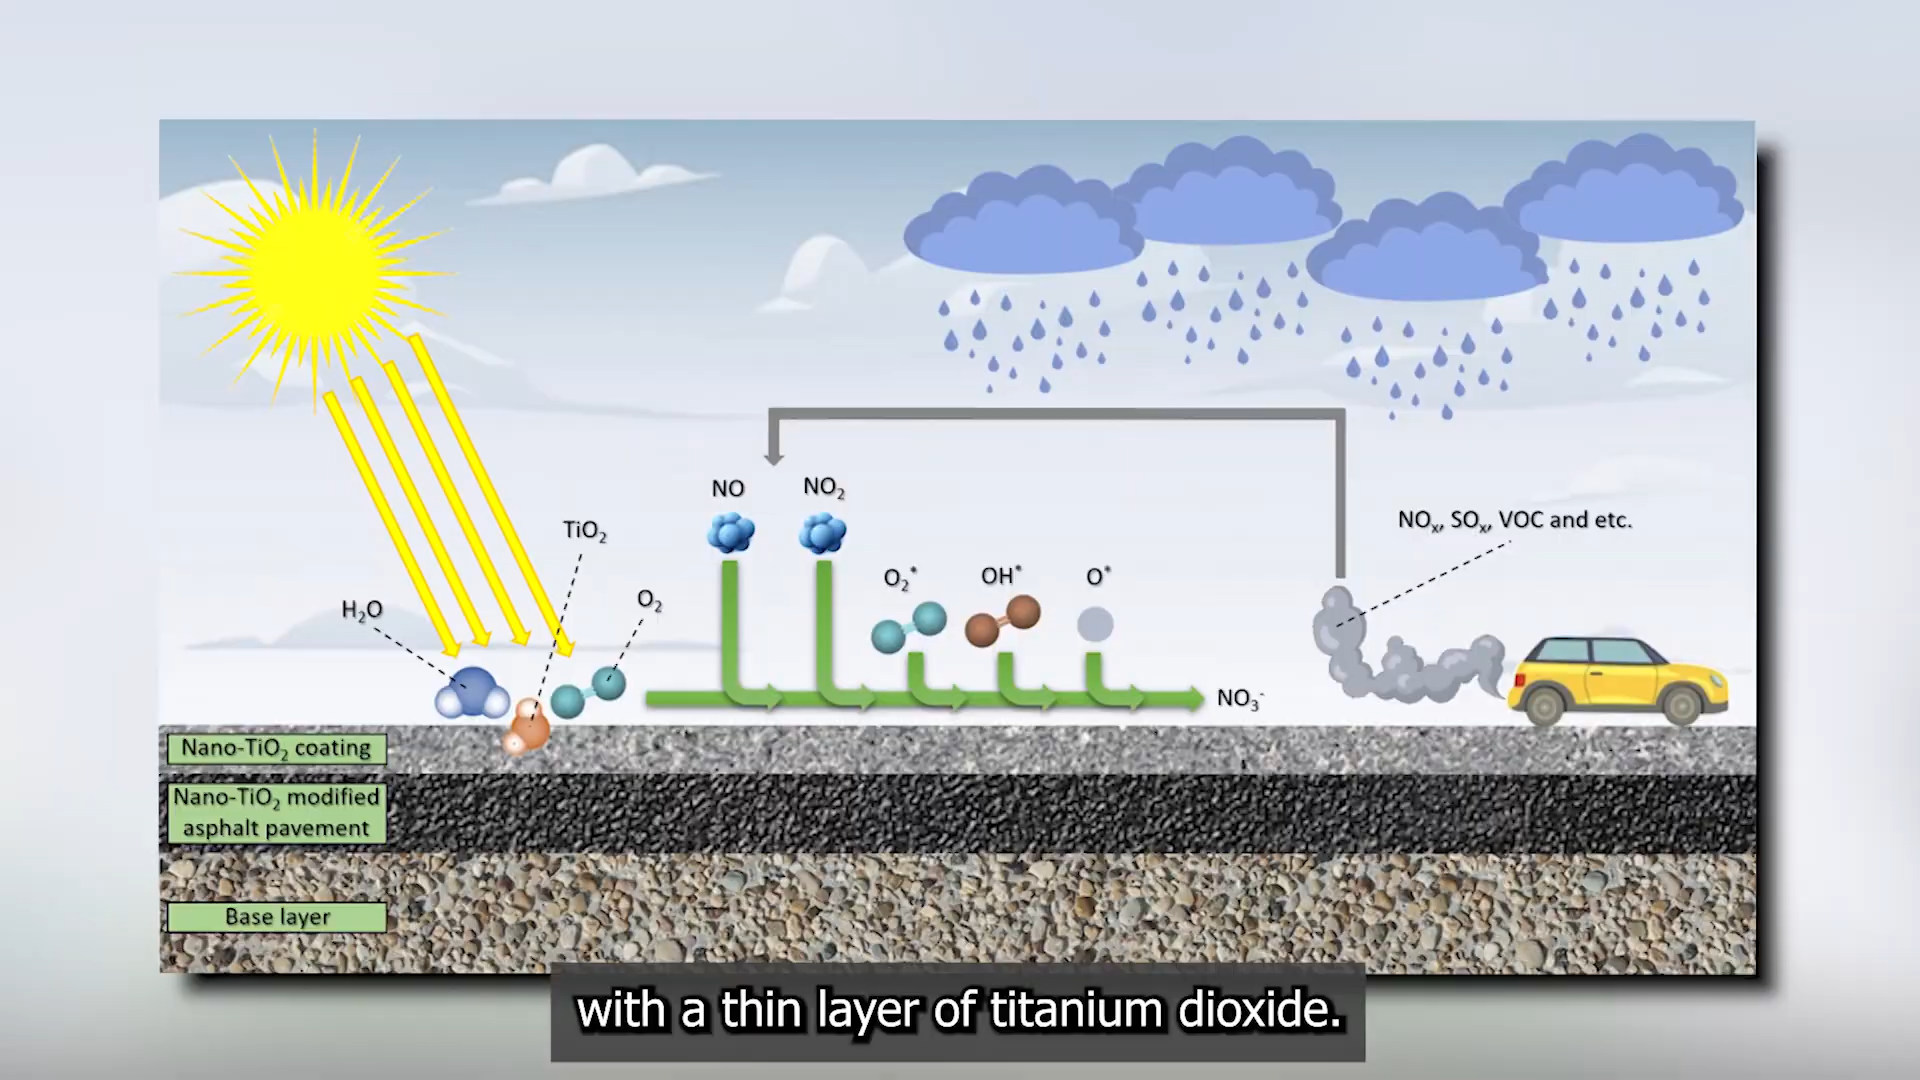 NO
NO₂
TiO₂
NOₓ, SOₓ, VOC and etc.
O₂*
OH*
O*
H₂O
O₂
NO₃⁻
Nano-TiO₂ coating
Nano-TiO₂ modified
asphalt pavement
Base layer
with a thin layer of titanium dioxide.